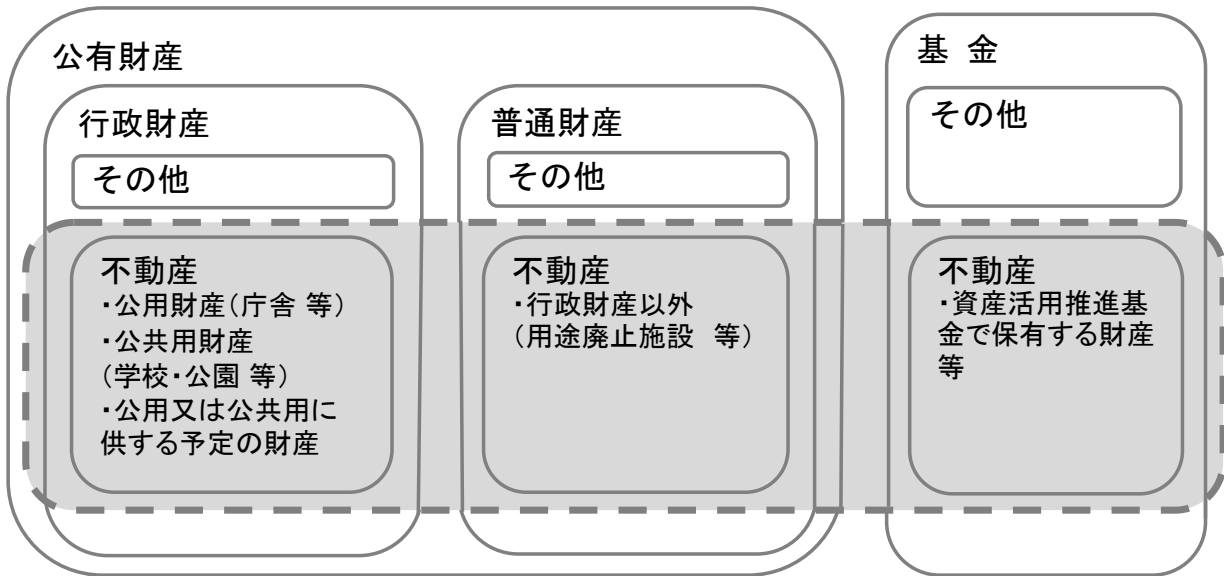 公有財産
行政財産
その他
不動産
・公用財産(庁舎 等)
・公共用財産
(学校・公園 等)
・公用又は公共用に
供する予定の財産
普通財産
その他
不動産
・行政財産以外
(用途廃止施設 等)
基 金
その他
不動産
・資産活用推進基
金で保有する財産
等